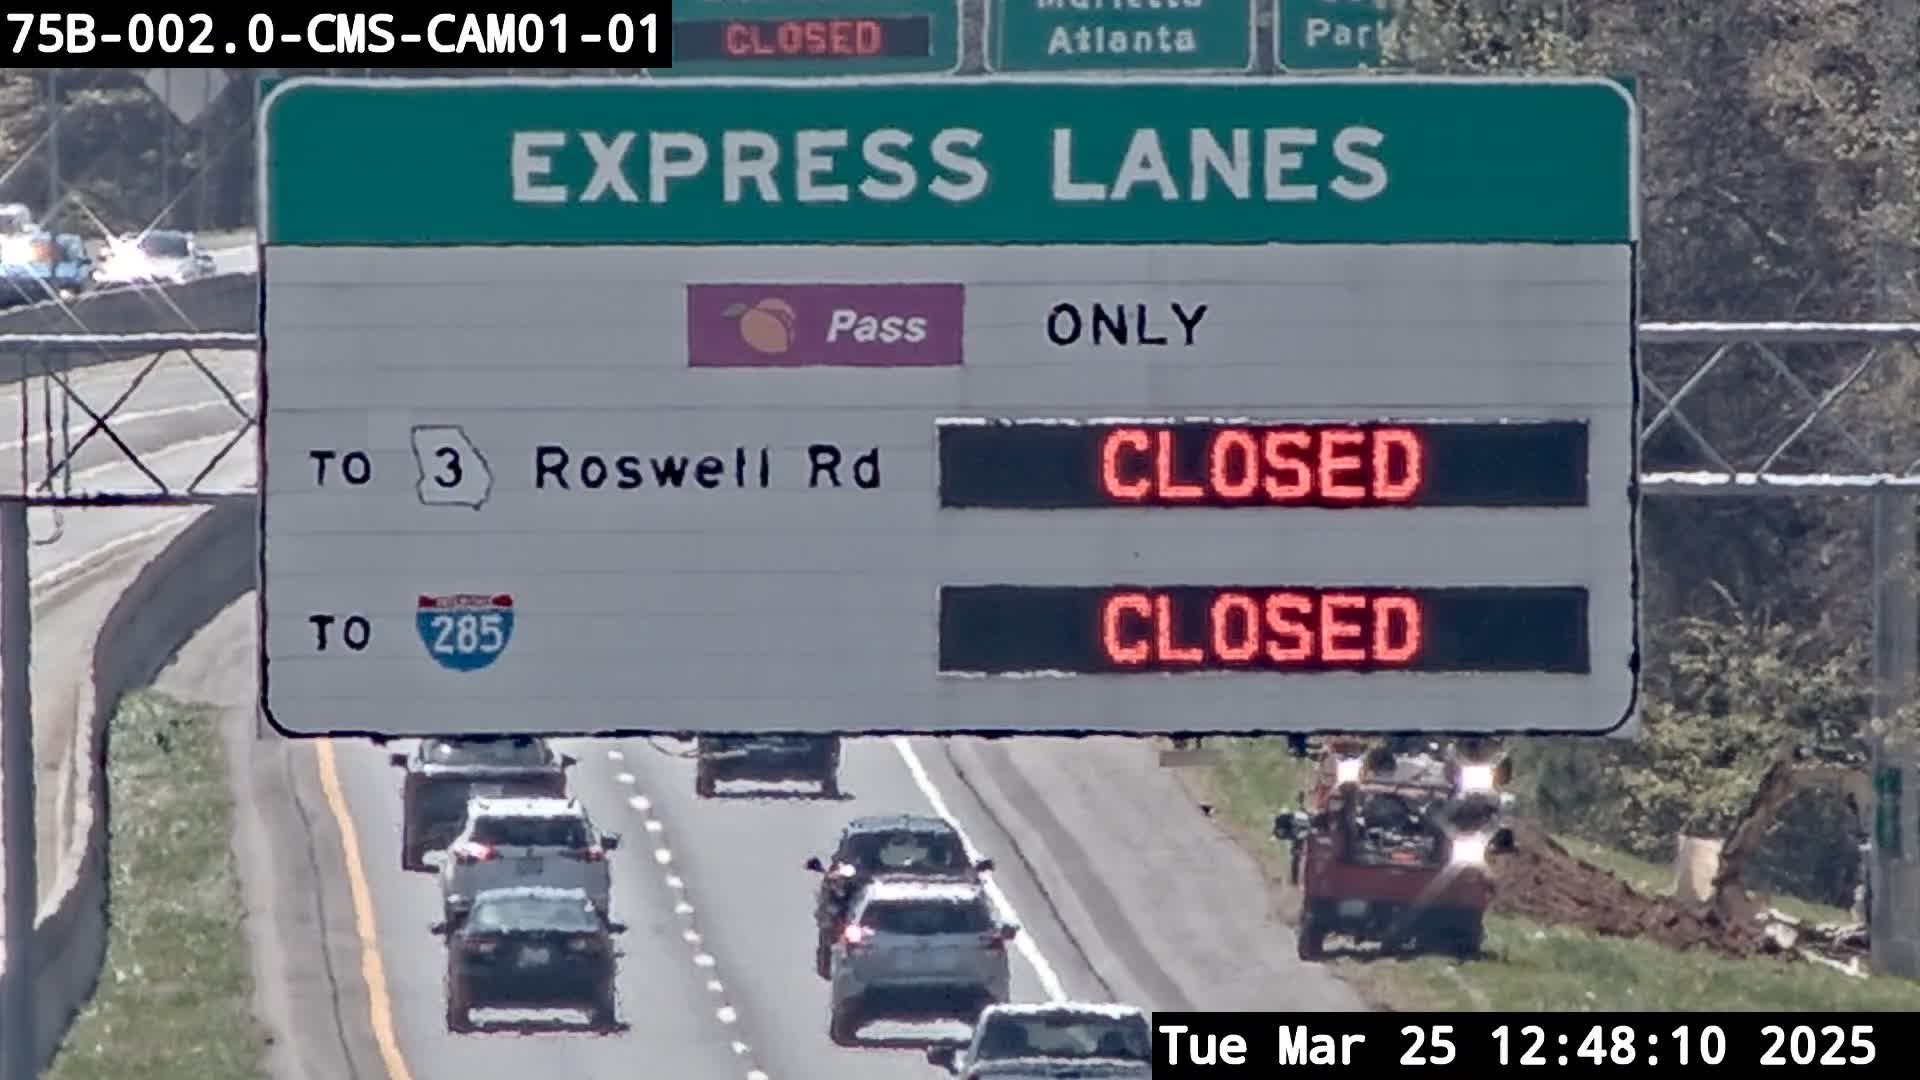 75B-002.0-CMS-CAM01-01
CLOSED
Marietta
Atlanta
EXPRESS LANES
Pass ONLY
TO 3 Roswell Rd CLOSED
TO 285 CLOSED
Tue Mar 25 12:48:10 2025